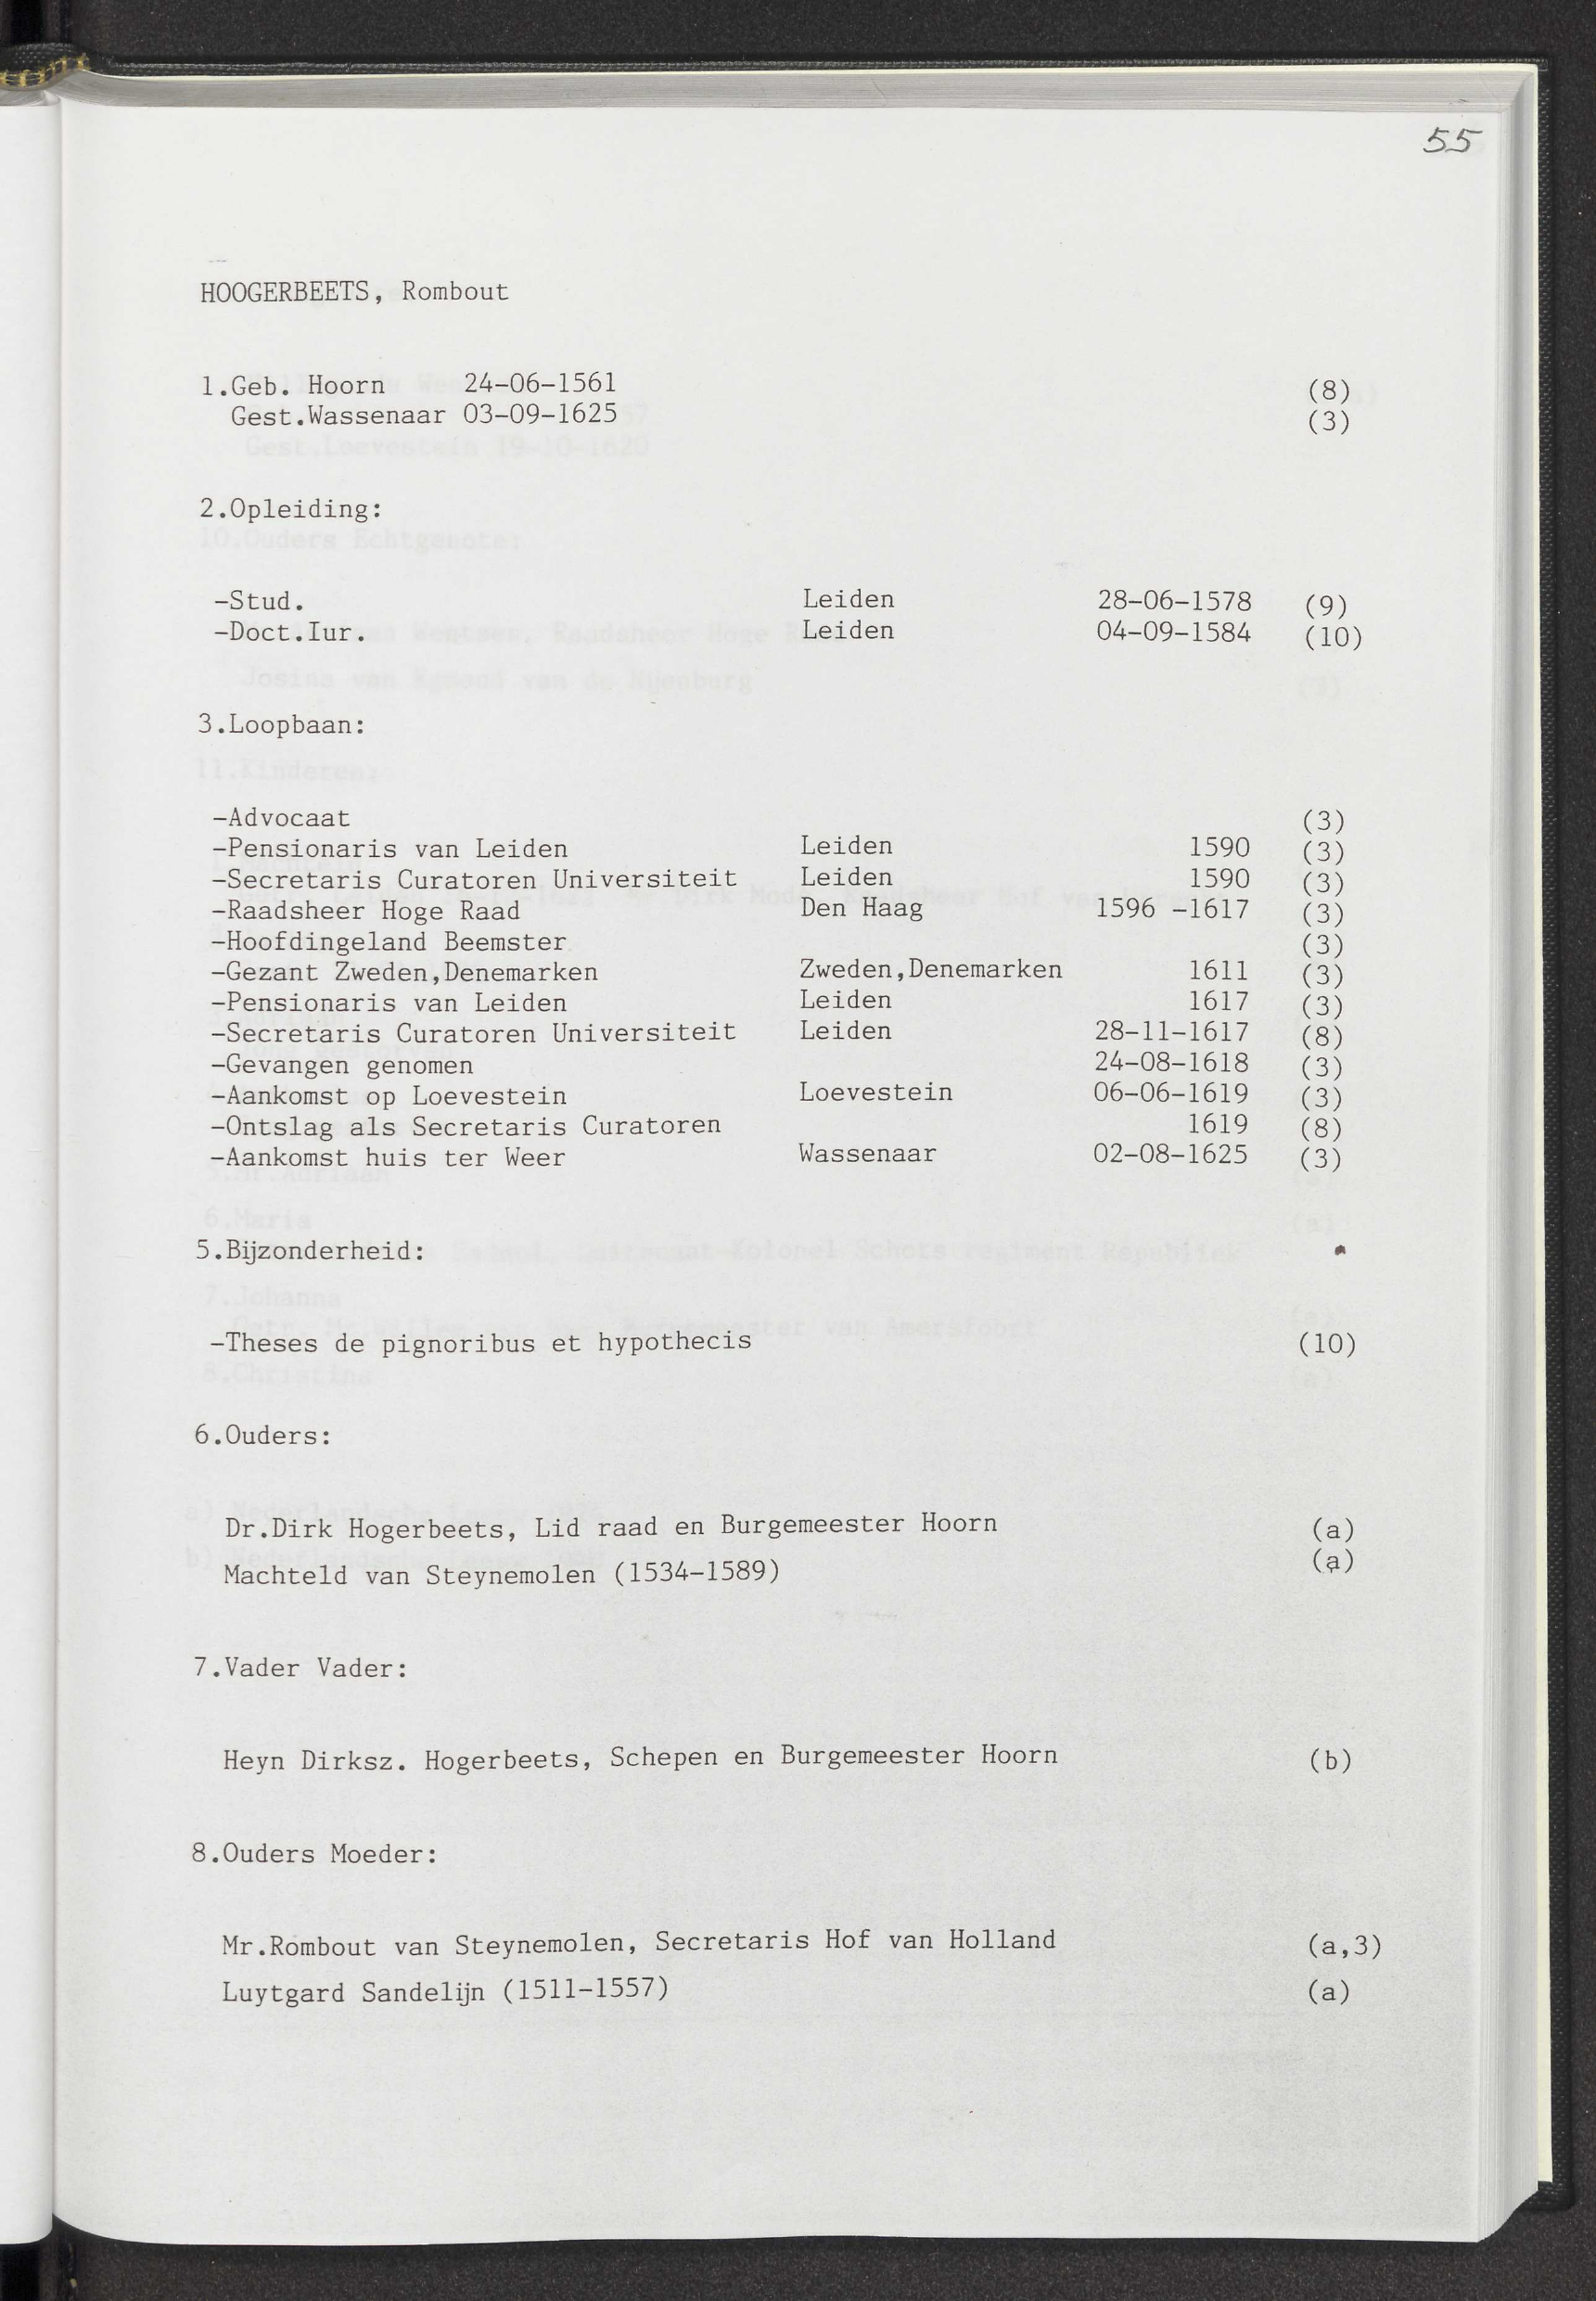 55
HOOGERBEETS, Rombout
1.Geb. Hoorn 24-06-1561 (8)
Gest.Wassenaar 03-09-1625 (3)
2.Opleiding:
-Stud. Leiden 28-06-1578 (9)
-Doct.Iur. Leiden 04-09-1584 (10)
3.Loopbaan:
-Advocaat (3)
-Pensionaris van Leiden Leiden 1590 (3)
-Secretaris Curatoren Universiteit Leiden 1590 (3)
-Raadsheer Hoge Raad Den Haag 1596 -1617 (3)
-Hoofdingeland Beemster (3)
-Gezant Zweden,Denemarken Zweden,Denemarken 1611 (3)
-Pensionaris van Leiden Leiden 1617 (3)
-Secretaris Curatoren Universiteit Leiden 28-11-1617 (8)
-Gevangen genomen 24-08-1618 (3)
-Aankomst op Loevestein Loevestein 06-06-1619 (3)
-Ontslag als Secretaris Curatoren 1619 (8)
-Aankomst huis ter Weer Wassenaar 02-08-1625 (3)
5.Bijzonderheid:
-Theses de pignoribus et hypothecis (10)
6.Ouders:
Dr.Dirk Hogerbeets, Lid raad en Burgemeester Hoorn (a)
Machteld van Steynemolen (1534-1589) (a)
7.Vader Vader:
Heyn Dirksz. Hogerbeets, Schepen en Burgemeester Hoorn (b)
8.Ouders Moeder:
Mr.Rombout van Steynemolen, Secretaris Hof van Holland (a,3)
Luytgard Sandelijn (1511-1557) (a)